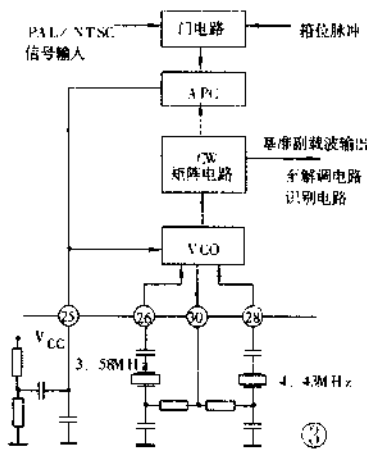 PAL/NTSC
信号输入
门电路
箱位脉冲
APC
CW
矩阵电路
基准副载波输器
至解调电路
识别电路
VCO
25
26
30
28
VCC
3.58MHz
4.43MHz
③